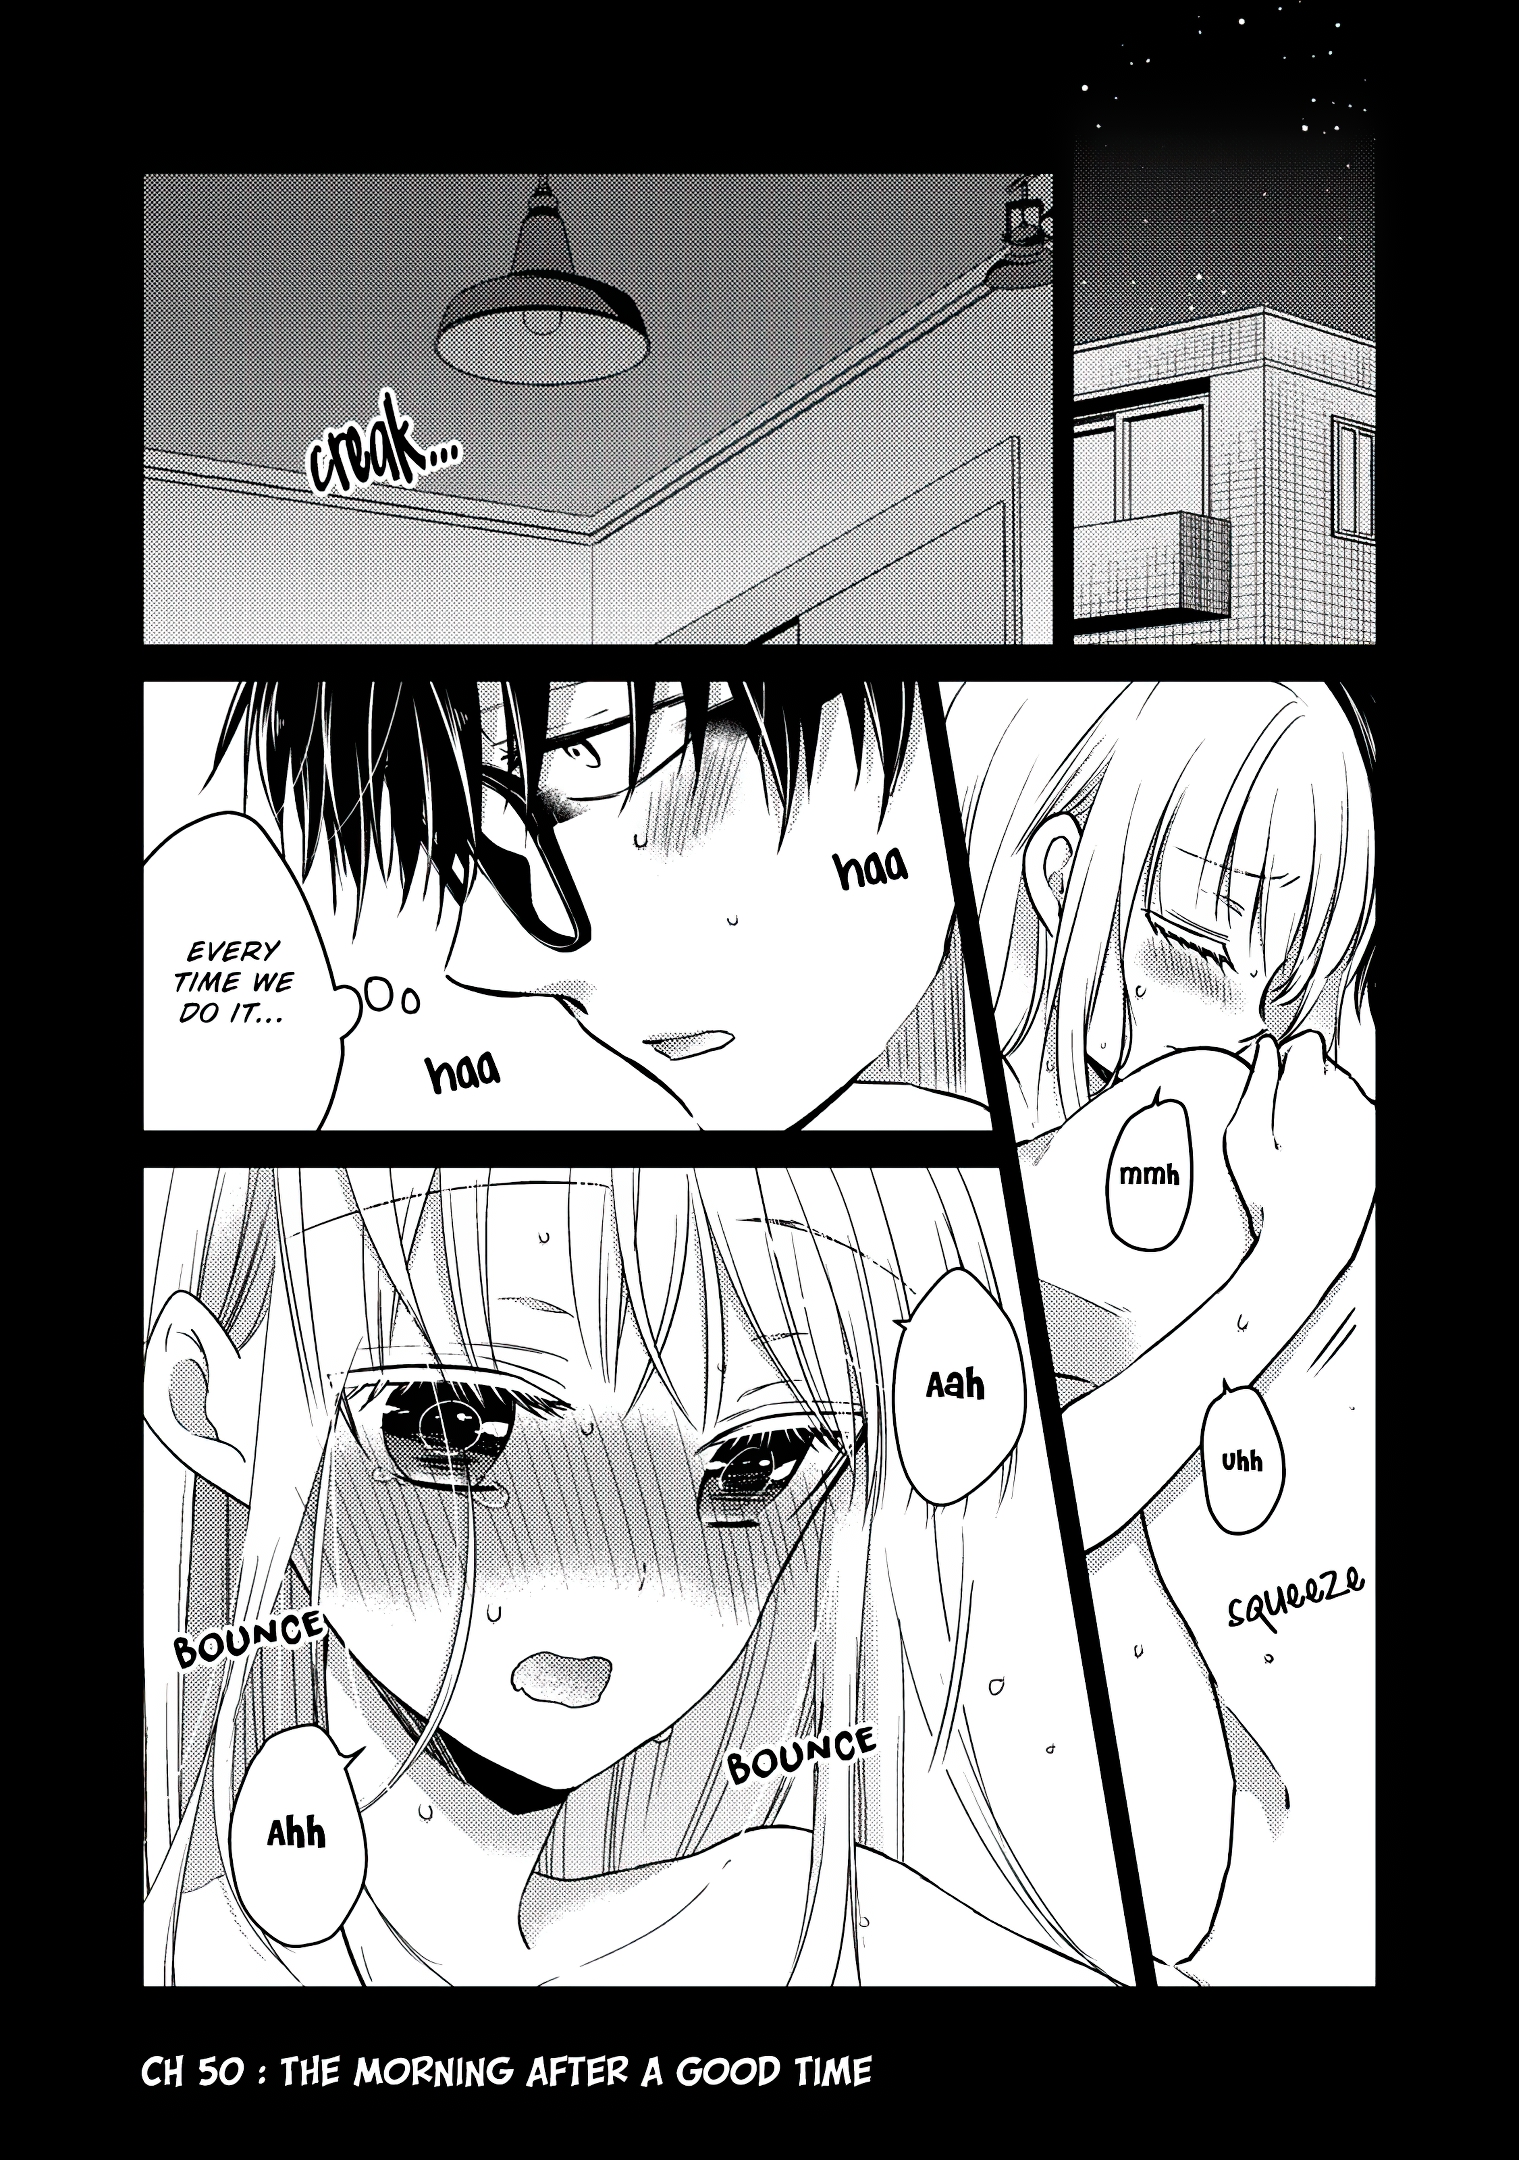 creak...
mmh
uhh
squeeze
haa
EVERY
TIME WE
DO IT...
haa
Aah
BOUNCE
BOUNCE
Ahh
CH 50 : THE MORNING AFTER A GOOD TIME